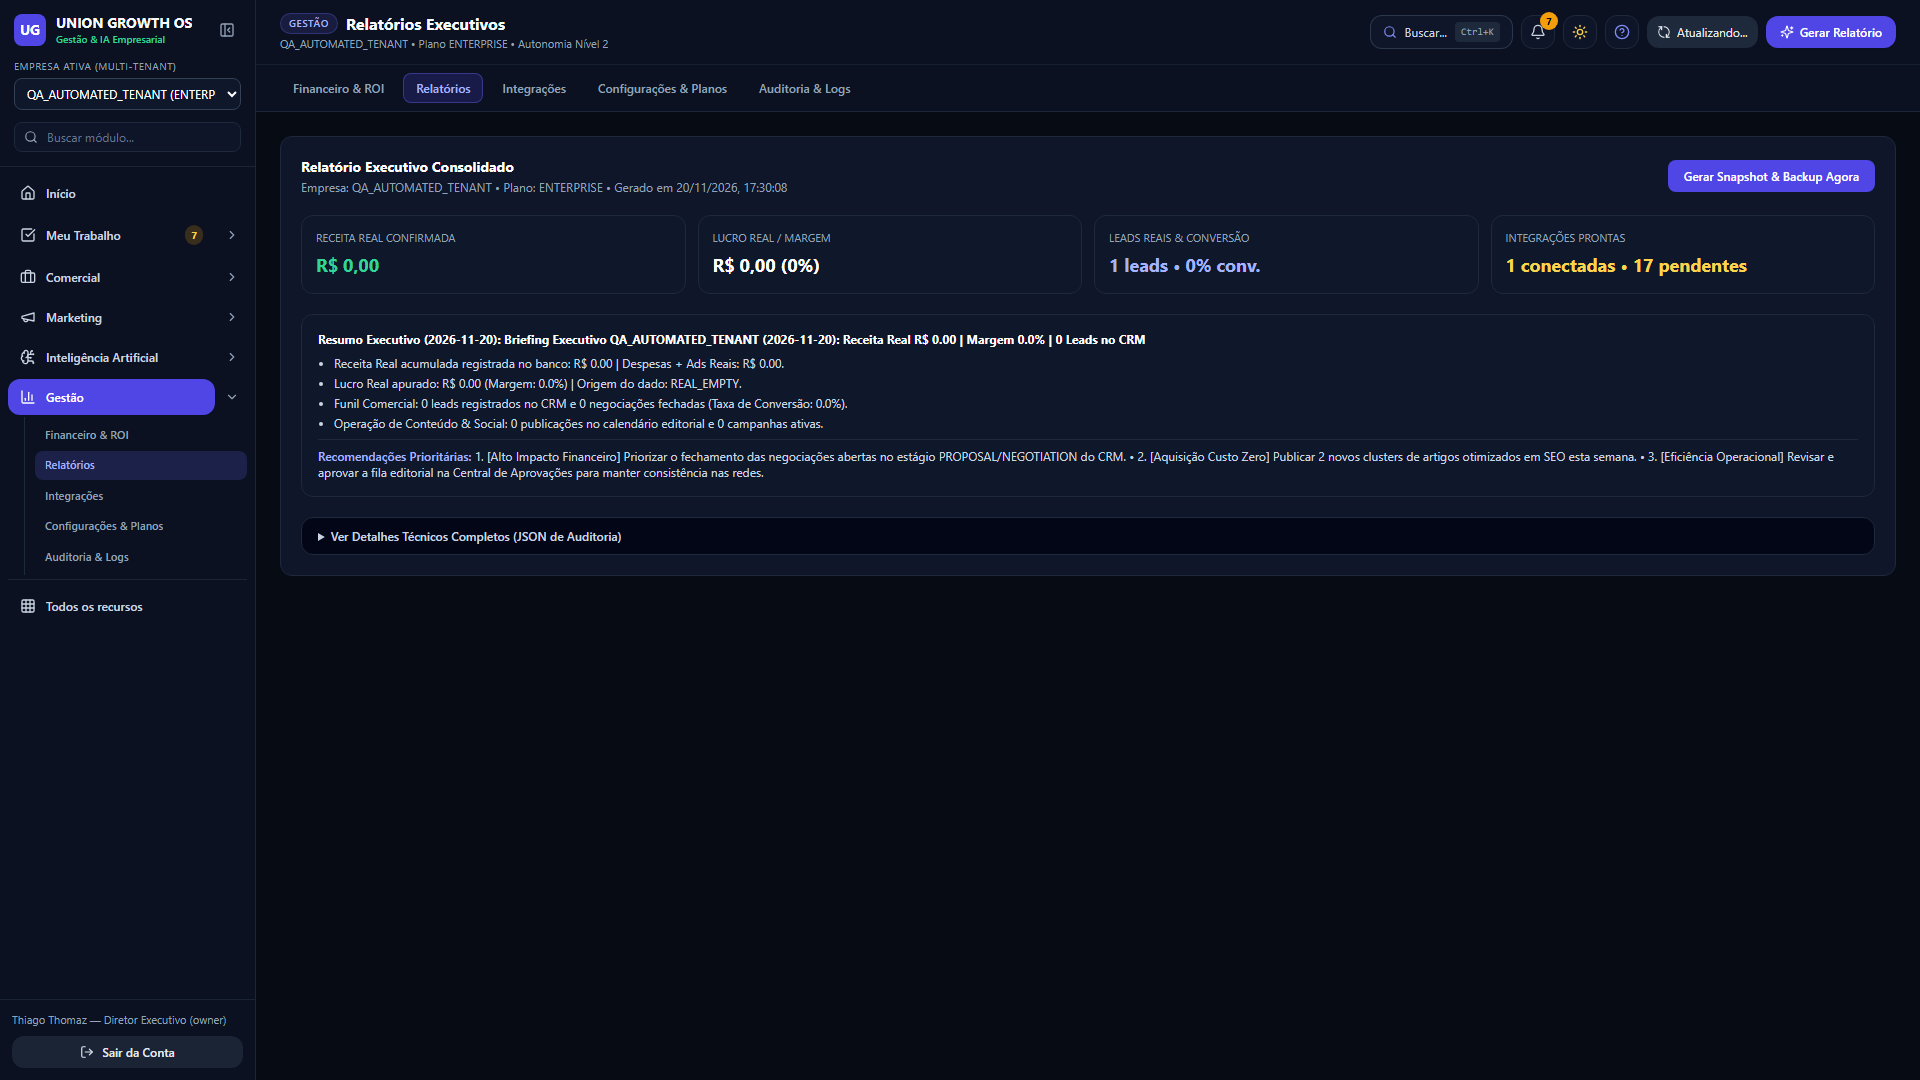 UG
UNION GROWTH OS
Gestão & IA Empresarial
EMPRESA ATIVA (MULTI-TENANT)
QA_AUTOMATED_TENANT (ENTERP
Buscar módulo...
Início
Meu Trabalho 7
Comercial
Marketing
Inteligência Artificial
Gestão
Financeiro & ROI
Relatórios
Integrações
Configurações & Planos
Auditoria & Logs
Todos os recursos
Thiago Thomaz — Diretor Executivo (owner)
Sair da Conta
GESTÃO Relatórios Executivos
QA_AUTOMATED_TENANT • Plano ENTERPRISE • Autonomia Nível 2
Buscar... Ctrl+K 7 Atualizando... Gerar Relatório
Financeiro & ROI Relatórios Integrações Configurações & Planos Auditoria & Logs
Relatório Executivo Consolidado
Empresa: QA_AUTOMATED_TENANT • Plano: ENTERPRISE • Gerado em 20/11/2026, 17:30:08
Gerar Snapshot & Backup Agora
RECEITA REAL CONFIRMADA
R$ 0,00
LUCRO REAL / MARGEM
R$ 0,00 (0%)
LEADS REAIS & CONVERSÃO
1 leads • 0% conv.
INTEGRAÇÕES PRONTAS
1 conectadas • 17 pendentes
Resumo Executivo (2026-11-20): Briefing Executivo QA_AUTOMATED_TENANT (2026-11-20): Receita Real R$ 0.00 | Margem 0.0% | 0 Leads no CRM
• Receita Real acumulada registrada no banco: R$ 0.00 | Despesas + Ads Reais: R$ 0.00.
• Lucro Real apurado: R$ 0.00 (Margem: 0.0%) | Origem do dado: REAL_EMPTY.
• Funil Comercial: 0 leads registrados no CRM e 0 negociações fechadas (Taxa de Conversão: 0.0%).
• Operação de Conteúdo & Social: 0 publicações no calendário editorial e 0 campanhas ativas.
Recomendações Prioritárias: 1. [Alto Impacto Financeiro] Priorizar o fechamento das negociações abertas no estágio PROPOSAL/NEGOTIATION do CRM. • 2. [Aquisição Custo Zero] Publicar 2 novos clusters de artigos otimizados em SEO esta semana. • 3. [Eficiência Operacional] Revisar e
aprovar a fila editorial na Central de Aprovações para manter consistência nas redes.
Ver Detalhes Técnicos Completos (JSON de Auditoria)